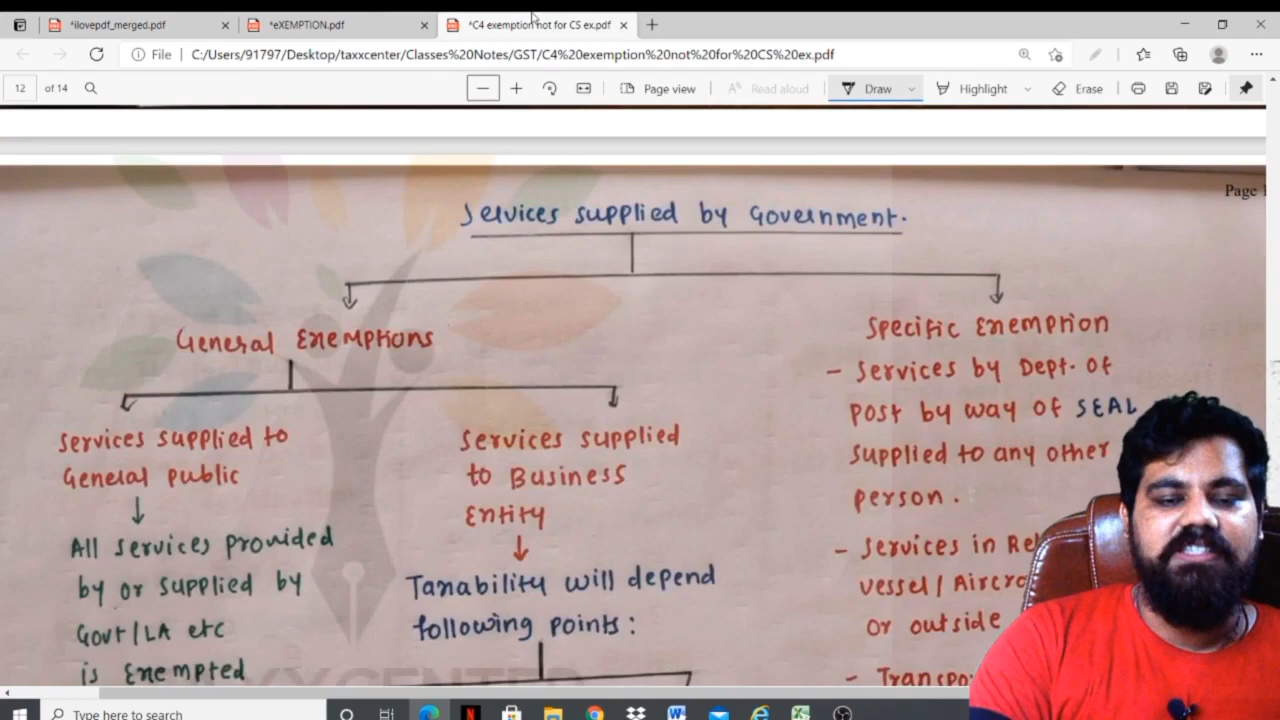 *ilovepdf_merged.pdf
*eXEMPTION.pdf
*C4 exemption not for CS ex.pdf
File C:/Users/91797/Desktop/taxxcenter/Classes%20Notes/GST/C4%20exemption%20not%20for%20CS%20ex.pdf
12 of 14
Page view
Read aloud
Draw
Highlight
Erase
Page
Services supplied by Government.
General Exemptions
Specific Exemption
- Services by Dept. of
post by way of SEAL
supplied to any other
person.
- Services in
vessel/
or outside
-
Services supplied to
General public
All services provided
by or supplied by
Govt/LA etc
is Exempted
Services supplied
to Business
Entity
Taxability will depend
following points:
Type here to search